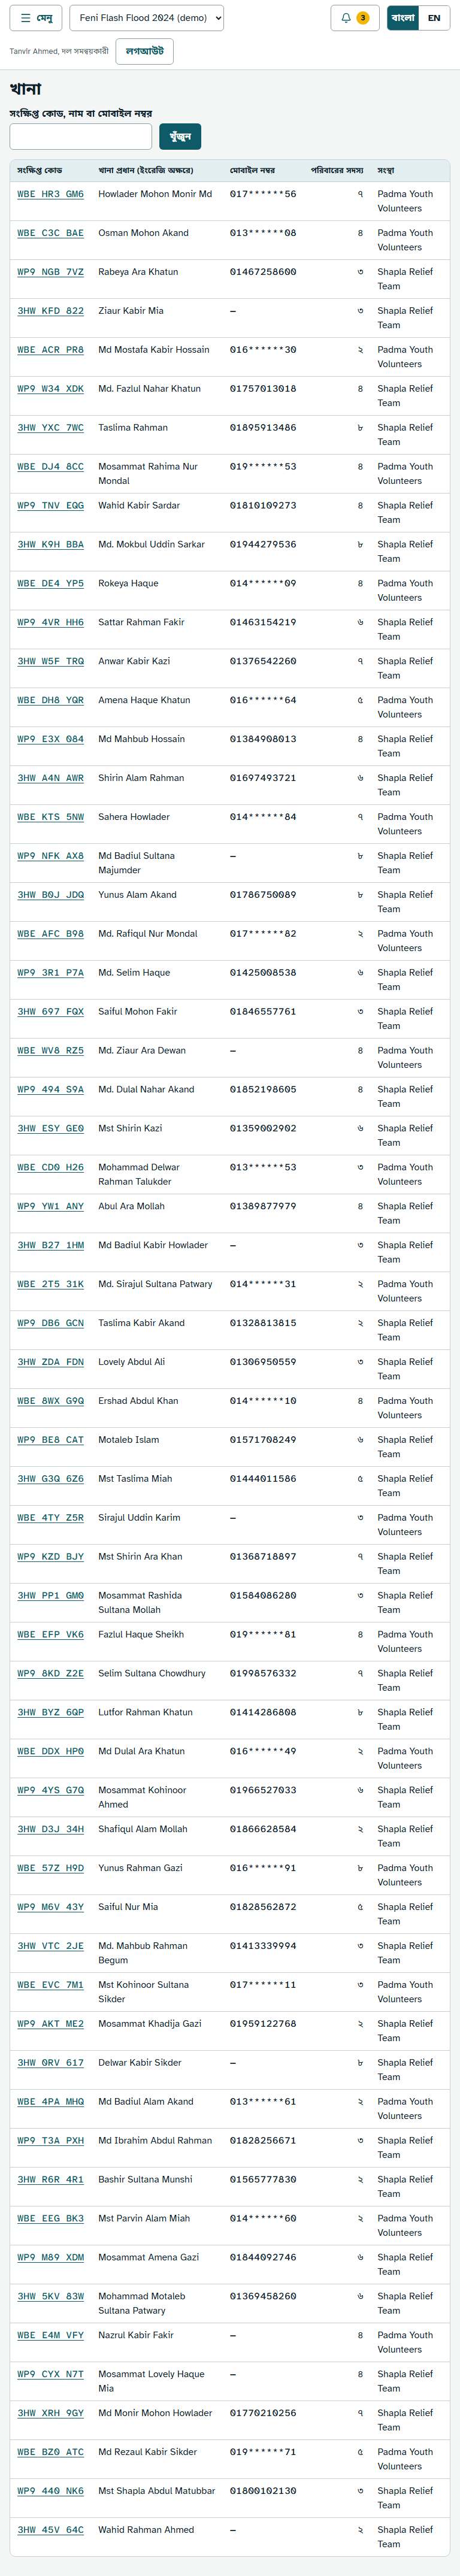 মেনু
Feni Flash Flood 2024 (demo)
3
বাংলা
EN
Tanvir Ahmed, দল সমন্বয়কারী
লগআউট
খানা
সংক্ষিপ্ত কোড, নাম বা মোবাইল নম্বর
খুঁজুন
সংক্ষিপ্ত কোড খানা প্রধান (ইংরেজি অক্ষরে) মোবাইল নম্বর পরিবারের সদস্য সংস্থা
WBE HR3 GM6 Howlader Mohon Monir Md 017******56 ৭ Padma Youth Volunteers
WBE C3C BAE Osman Mohon Akand 013******08 ৪ Padma Youth Volunteers
WP9 NGB 7VZ Rabeya Ara Khatun 01467258600 ৩ Shapla Relief Team
3HW KFD 822 Ziaur Kabir Mia – ৩ Shapla Relief Team
WBE ACR PR8 Md Mostafa Kabir Hossain 016******30 ২ Padma Youth Volunteers
WP9 W34 XDK Md. Fazlul Nahar Khatun 01757013018 ৪ Shapla Relief Team
3HW YXC 7WC Taslima Rahman 01895913486 ৮ Shapla Relief Team
WBE DJ4 8CC Mosammat Rahima Nur Mondal 019******53 ৪ Padma Youth Volunteers
WP9 TNV EQG Wahid Kabir Sardar 01810109273 ৪ Shapla Relief Team
3HW K9H BBA Md. Mokbul Uddin Sarkar 01944279536 ৮ Shapla Relief Team
WBE DE4 YP5 Rokeya Haque 014******09 ৪ Padma Youth Volunteers
WP9 4VR HH6 Sattar Rahman Fakir 01463154219 ৬ Shapla Relief Team
3HW W5F TRQ Anwar Kabir Kazi 01376542260 ৭ Shapla Relief Team
WBE DH8 YQR Amena Haque Khatun 016******64 ৫ Padma Youth Volunteers
WP9 E3X 084 Md Mahbub Hossain 01384908013 ৪ Shapla Relief Team
3HW A4N AWR Shirin Alam Rahman 01697493721 ৬ Shapla Relief Team
WBE KTS 5NW Sahera Howlader 014******84 ৭ Padma Youth Volunteers
WP9 NFK AX8 Md Badiul Sultana Majumder – ৮ Shapla Relief Team
3HW B0J JDQ Yunus Alam Akand 01786750089 ৮ Shapla Relief Team
WBE AFC B98 Md. Rafiqul Nur Mondal 017******82 ২ Padma Youth Volunteers
WP9 3R1 P7A Md. Selim Haque 01425008538 ৬ Shapla Relief Team
3HW 697 FQX Saiful Mohon Fakir 01846557761 ৩ Shapla Relief Team
WBE WV8 RZ5 Md. Ziaur Ara Dewan – ৪ Padma Youth Volunteers
WP9 494 S9A Md. Dulal Nahar Akand 01852198605 ৪ Shapla Relief Team
3HW ESY GE0 Mst Shirin Kazi 01359002902 ৬ Shapla Relief Team
WBE CD0 H26 Mohammad Delwar Rahman Talukder 013******53 ৩ Padma Youth Volunteers
WP9 YW1 ANY Abul Ara Mollah 01389877979 ৪ Shapla Relief Team
3HW B27 1HM Md Badiul Kabir Howlader – ৩ Shapla Relief Team
WBE 2T5 31K Md. Sirajul Sultana Patwary 014******31 ২ Padma Youth Volunteers
WP9 DB6 GCN Taslima Kabir Akand 01328813815 ২ Shapla Relief Team
3HW ZDA FDN Lovely Abdul Ali 01306950559 ৩ Shapla Relief Team
WBE 8WX G9Q Ershad Abdul Khan 014******10 ৪ Padma Youth Volunteers
WP9 BE8 CAT Motaleb Islam 01571708249 ৬ Shapla Relief Team
3HW G3Q 6Z6 Mst Taslima Miah 01444011586 ৫ Shapla Relief Team
WBE 4TY Z5R Sirajul Uddin Karim – ৩ Padma Youth Volunteers
WP9 KZD BJY Mst Shirin Ara Khan 01368718897 ৭ Shapla Relief Team
3HW PP1 GM0 Mosammat Rashida Sultana Mollah 01584086280 ৩ Shapla Relief Team
WBE EFP VK6 Fazlul Haque Sheikh 019******81 ৪ Padma Youth Volunteers
WP9 8KD Z2E Selim Sultana Chowdhury 01998576332 ৭ Shapla Relief Team
3HW BYZ 6QP Lutfor Rahman Khatun 01414286808 ৮ Shapla Relief Team
WBE DDX HP0 Md Dulal Ara Khatun 016******49 ২ Padma Youth Volunteers
WP9 4YS G7Q Mosammat Kohinoor Ahmed 01966527033 ৬ Shapla Relief Team
3HW D3J 34H Shafiqul Alam Mollah 01866628584 ২ Shapla Relief Team
WBE 57Z H9D Yunus Rahman Gazi 016******91 ৮ Padma Youth Volunteers
WP9 M6V 43Y Saiful Nur Mia 01828562872 ৫ Shapla Relief Team
3HW VTC 2JE Md. Mahbub Rahman Begum 01413339994 ৩ Shapla Relief Team
WBE EVC 7M1 Mst Kohinoor Sultana Sikder 017******11 ৩ Padma Youth Volunteers
WP9 AKT ME2 Mosammat Khadija Gazi 01959122768 ২ Shapla Relief Team
3HW 0RV 617 Delwar Kabir Sikder – ৮ Shapla Relief Team
WBE 4PA MHQ Md Badiul Alam Akand 013******61 ২ Padma Youth Volunteers
WP9 T3A PXH Md Ibrahim Abdul Rahman 01828256671 ৩ Shapla Relief Team
3HW R6R 4R1 Bashir Sultana Munshi 01565777830 ২ Shapla Relief Team
WBE EEG BK3 Mst Parvin Alam Miah 014******60 ২ Padma Youth Volunteers
WP9 M89 XDM Mosammat Amena Gazi 01844092746 ৬ Shapla Relief Team
3HW 5KV 83W Mohammad Motaleb Sultana Patwary 01369458260 ৬ Shapla Relief Team
WBE E4M VFY Nazrul Kabir Fakir – ৪ Padma Youth Volunteers
WP9 CYX N7T Mosammat Lovely Haque Mia – ৪ Shapla Relief Team
3HW XRH 9GY Md Monir Mohon Howlader 01770210256 ৭ Shapla Relief Team
WBE BZ0 ATC Md Rezaul Kabir Sikder 019******71 ৫ Padma Youth Volunteers
WP9 440 NK6 Mst Shapla Abdul Matubbar 01800102130 ৩ Shapla Relief Team
3HW 45V 64C Wahid Rahman Ahmed – ২ Shapla Relief Team